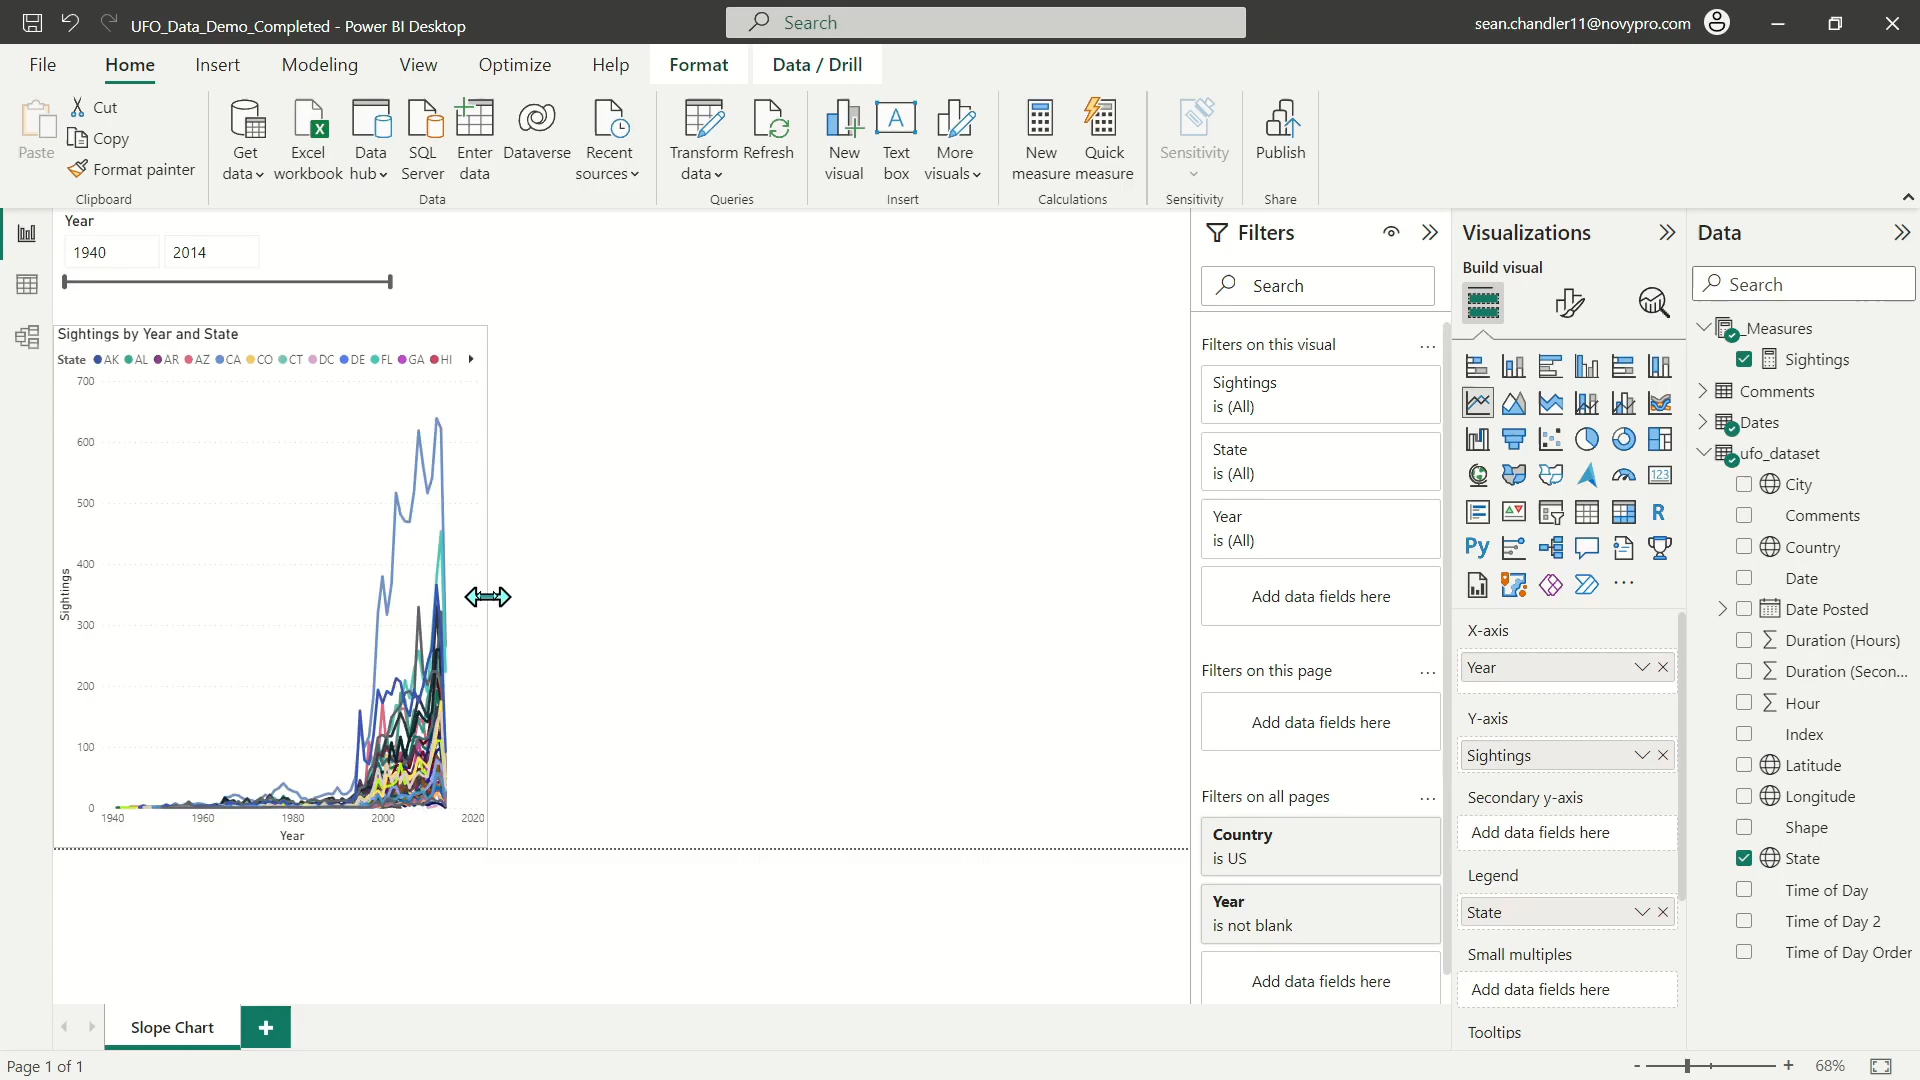 UFO_Data_Demo_Completed - Power BI Desktop
Search
sean.chandler11@novypro.com
File
Home
Insert
Modeling
View
Optimize
Help
Format
Data / Drill
Paste
Cut
Copy
Format painter
Clipboard
Get data
Excel workbook
Data hub
SQL Server
Enter data
Dataverse
Recent sources
Data
Transform data
Refresh
Queries
New visual
Text box
More visuals
Insert
New measure
Quick measure
Calculations
Sensitivity
Sensitivity
Publish
Share
Year
1940
2014
Sightings by Year and State
State AK AL AR AZ CA CO CT DC DE FL GA HI
700
600
500
400
300
200
100
0
Sightings
1940 1960 1980 2000 2020
Year
Filters
Search
Filters on this visual
Sightings
is (All)
State
is (All)
Year
is (All)
Add data fields here
Filters on this page
Add data fields here
Filters on all pages
Country
is US
Year
is not blank
Add data fields here
Visualizations
Build visual
123
R
Py
X-axis
Year
Y-axis
Sightings
Secondary y-axis
Add data fields here
Legend
State
Small multiples
Add data fields here
Tooltips
Data
Search
_Measures
Sightings
Comments
Dates
ufo_dataset
City
Comments
Country
Date
Date Posted
Duration (Hours)
Duration (Secon...
Hour
Index
Latitude
Longitude
Shape
State
Time of Day
Time of Day 2
Time of Day Order
Slope Chart
Page 1 of 1
68%